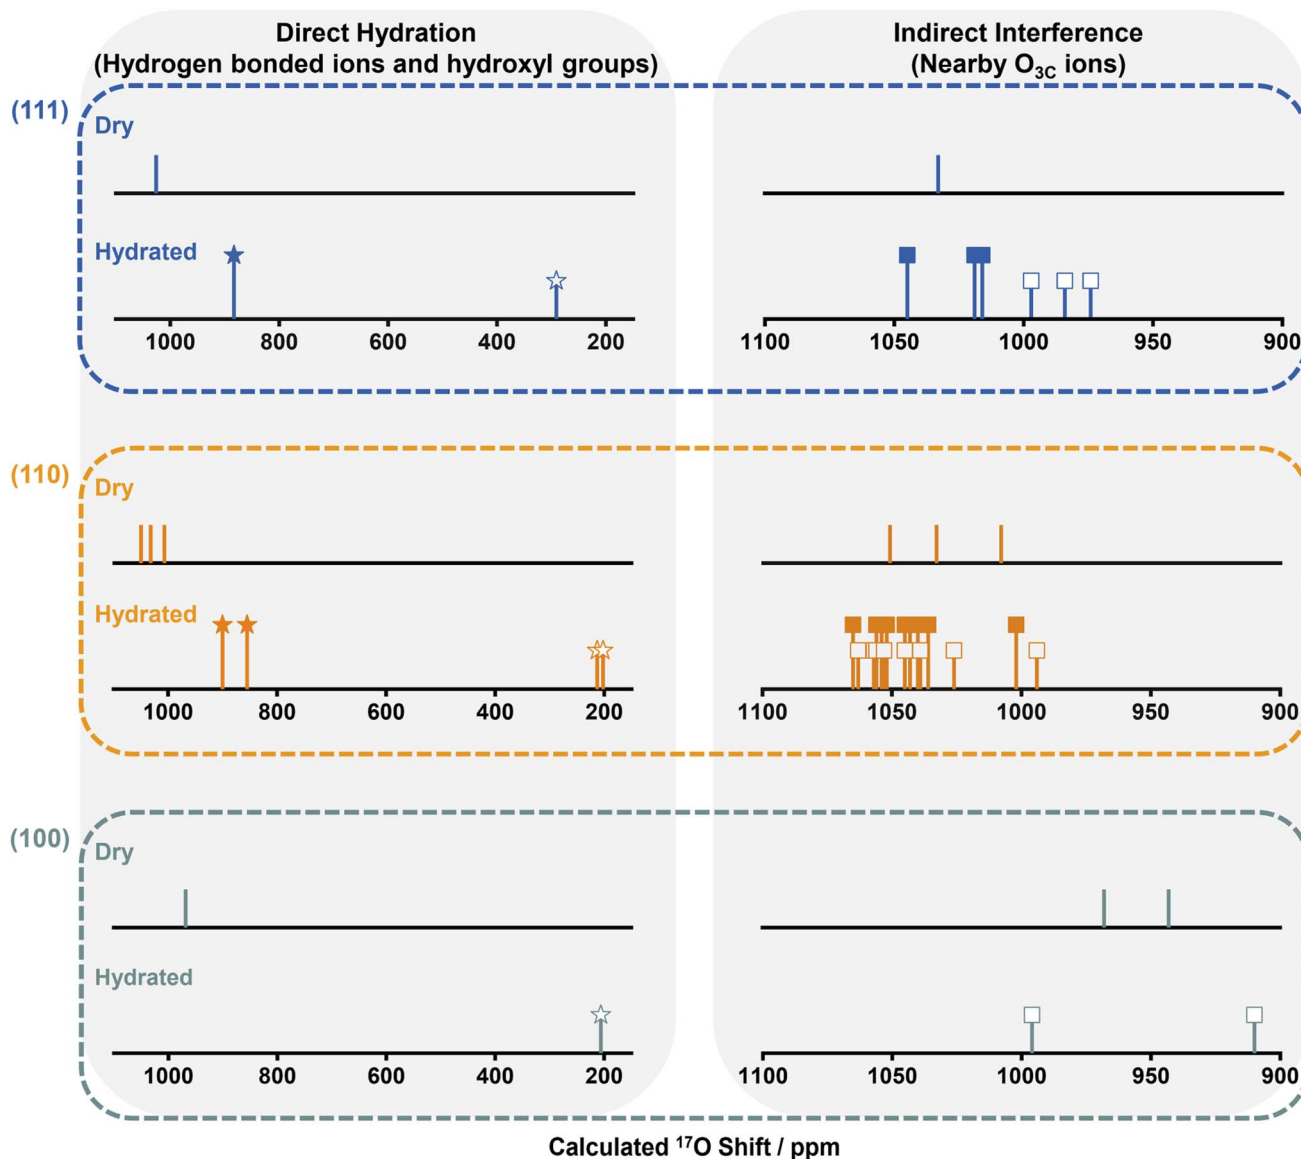 Direct Hydration
(Hydrogen bonded ions and hydroxyl groups)
Indirect Interference
(Nearby O3C ions)
(111)
Dry
Hydrated
1000 800 600 400 200
1100 1050 1000 950 900
(110)
Dry
Hydrated
1000 800 600 400 200
1100 1050 1000 950 900
(100)
Dry
Hydrated
1000 800 600 400 200
1100 1050 1000 950 900
Calculated 17O Shift / ppm